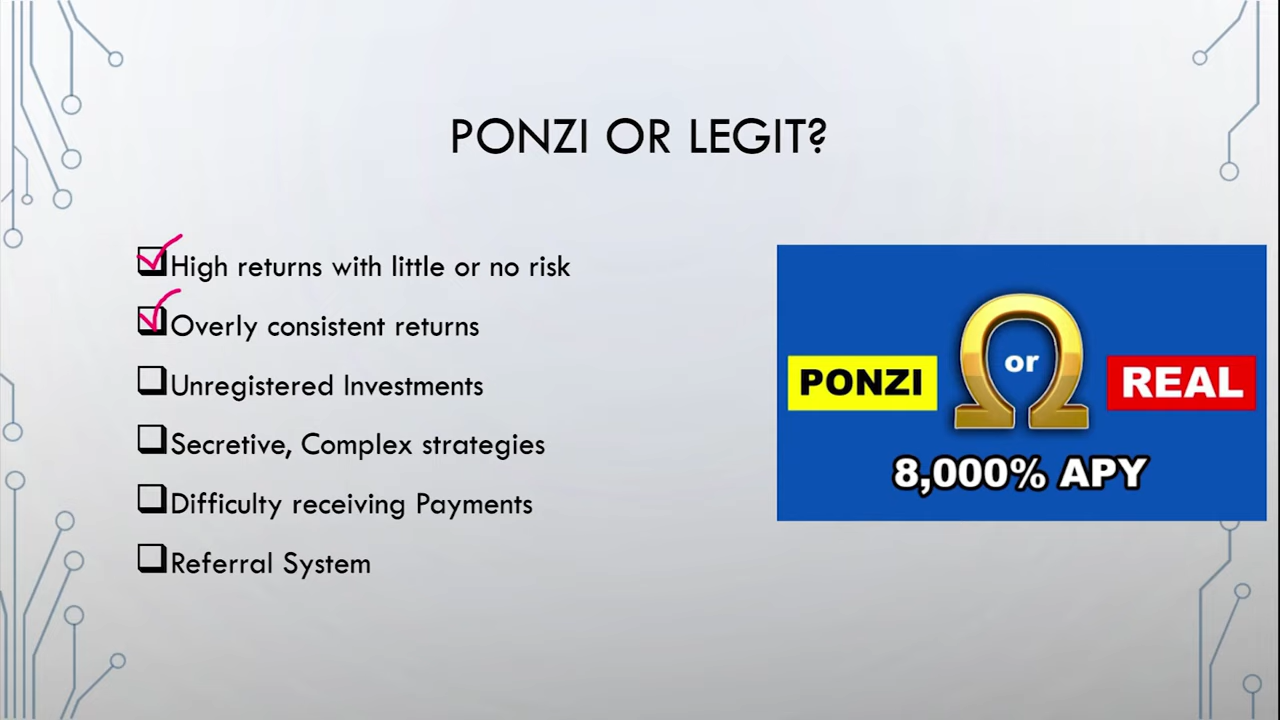 PONZI OR LEGIT?
High returns with little or no risk
Overly consistent returns
Unregistered Investments
Secretive, Complex strategies
Difficulty receiving Payments
Referral System
PONZI or REAL
8,000% APY